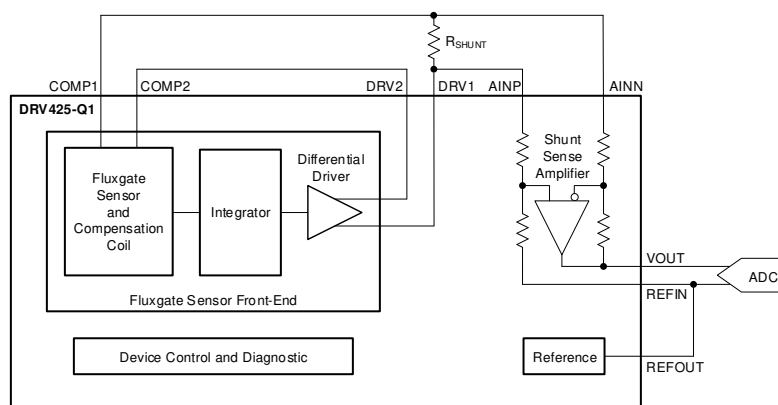 R_SHUNT
COMP1
COMP2
DRV2
DRV1
AINP
AINN
DRV425-Q1
Fluxgate
Sensor
and
Compensation
Coil
Integrator
Differential
Driver
Shunt
Sense
Amplifier
VOUT
ADC
REFIN
Fluxgate Sensor Front-End
Device Control and Diagnostic
Reference
REFOUT